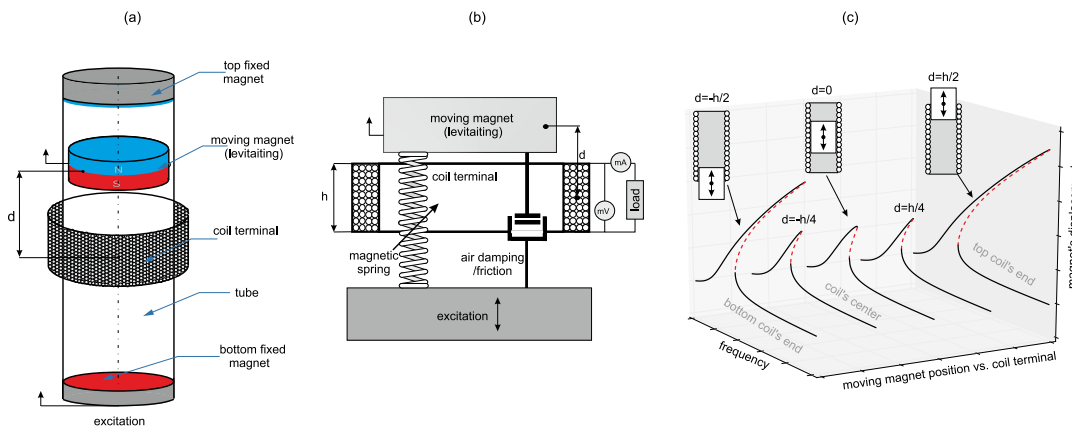 (a)
top fixed
magnet
moving magnet
(levitaiting)
N
S
d
coil terminal
tube
bottom fixed
magnet
excitation
(b)
moving magnet
(levitaiting)
d
coil terminal
h
mA
mV
load
magnetic
spring
air damping
/friction
excitation
(c)
d=-h/2
d=0
d=h/2
d=-h/4
d=h/4
top coil's end
coil's center
bottom coil's end
frequency
moving magnet position vs. coil terminal